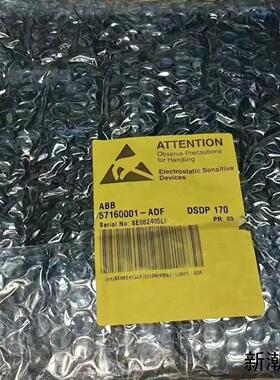 ATTENTION
Observe Precautions
for Handling
Electrostatic Sensitive
Devices
ABB
57160001-ADF DSDP 170
Serial No: SE082405L PR: 03
新潮